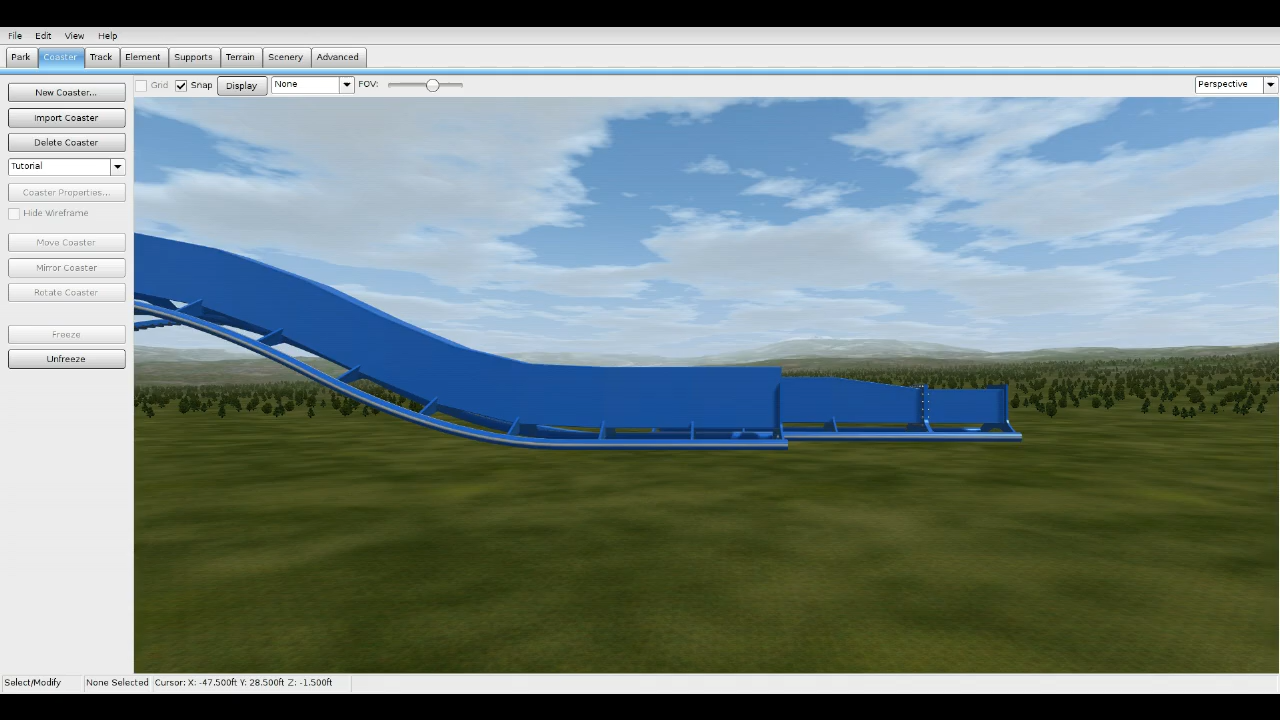 File Edit View Help
Park Coaster Track Element Supports Terrain Scenery Advanced
Grid Snap Display None FOV: Perspective
New Coaster...
Import Coaster
Delete Coaster
Tutorial
Coaster Properties...
Hide Wireframe
Move Coaster
Mirror Coaster
Rotate Coaster
Freeze
Unfreeze
Select/Modify None Selected Cursor: X: -47.500ft Y: 28.500ft Z: -1.500ft